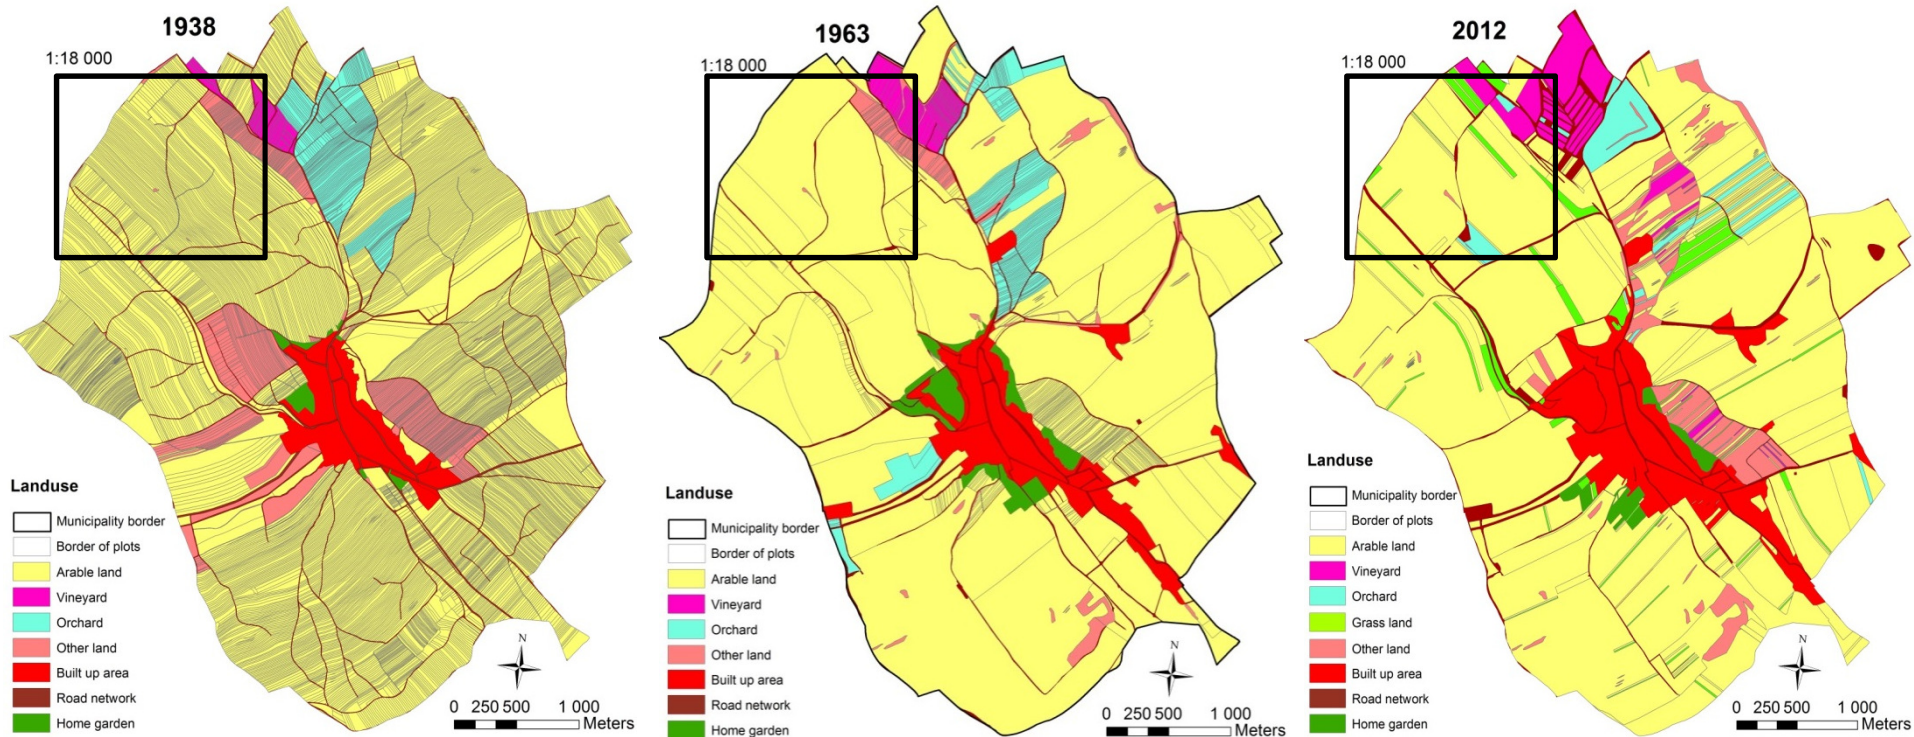 1938
1:18 000
Landuse
Municipality border
Border of plots
Arable land
Vineyard
Orchard
Other land
Built up area
Road network
Home garden
N
0 250 500 1 000
Meters
1963
1:18 000
Landuse
Municipality border
Border of plots
Arable land
Vineyard
Orchard
Other land
Built up area
Road network
Home garden
N
0 250 500 1 000
Meters
2012
1:18 000
Landuse
Municipality border
Border of plots
Arable land
Vineyard
Orchard
Grass land
Other land
Built up area
Road network
Home garden
N
0 250 500 1 000
Meters